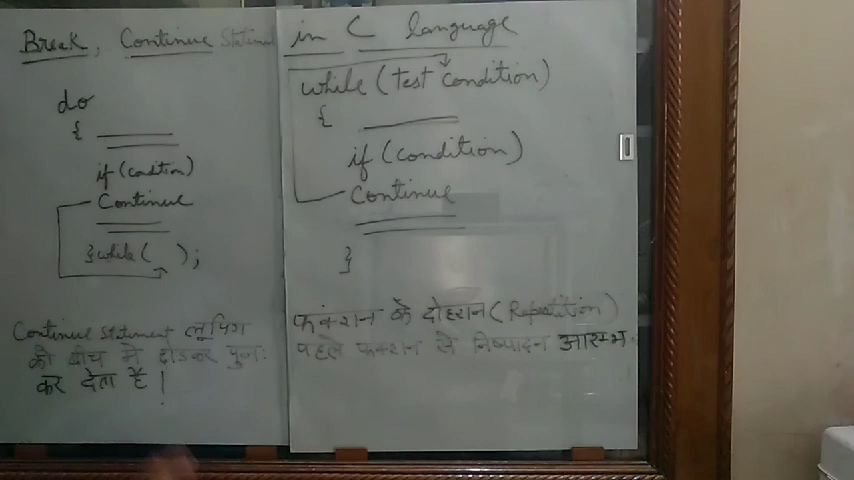 Break, Continue Statement in C language
do
{
if (condition)
Continue
}while( );
while (test condition)
{
if (condition)
Continue
}
Continue Statement लूपिंग फंक्शन के दोहरान (Repetition)
को बीच में छोडकर पुनः पहले फंक्शन से निष्पादन आरम्भ
कर देता है।